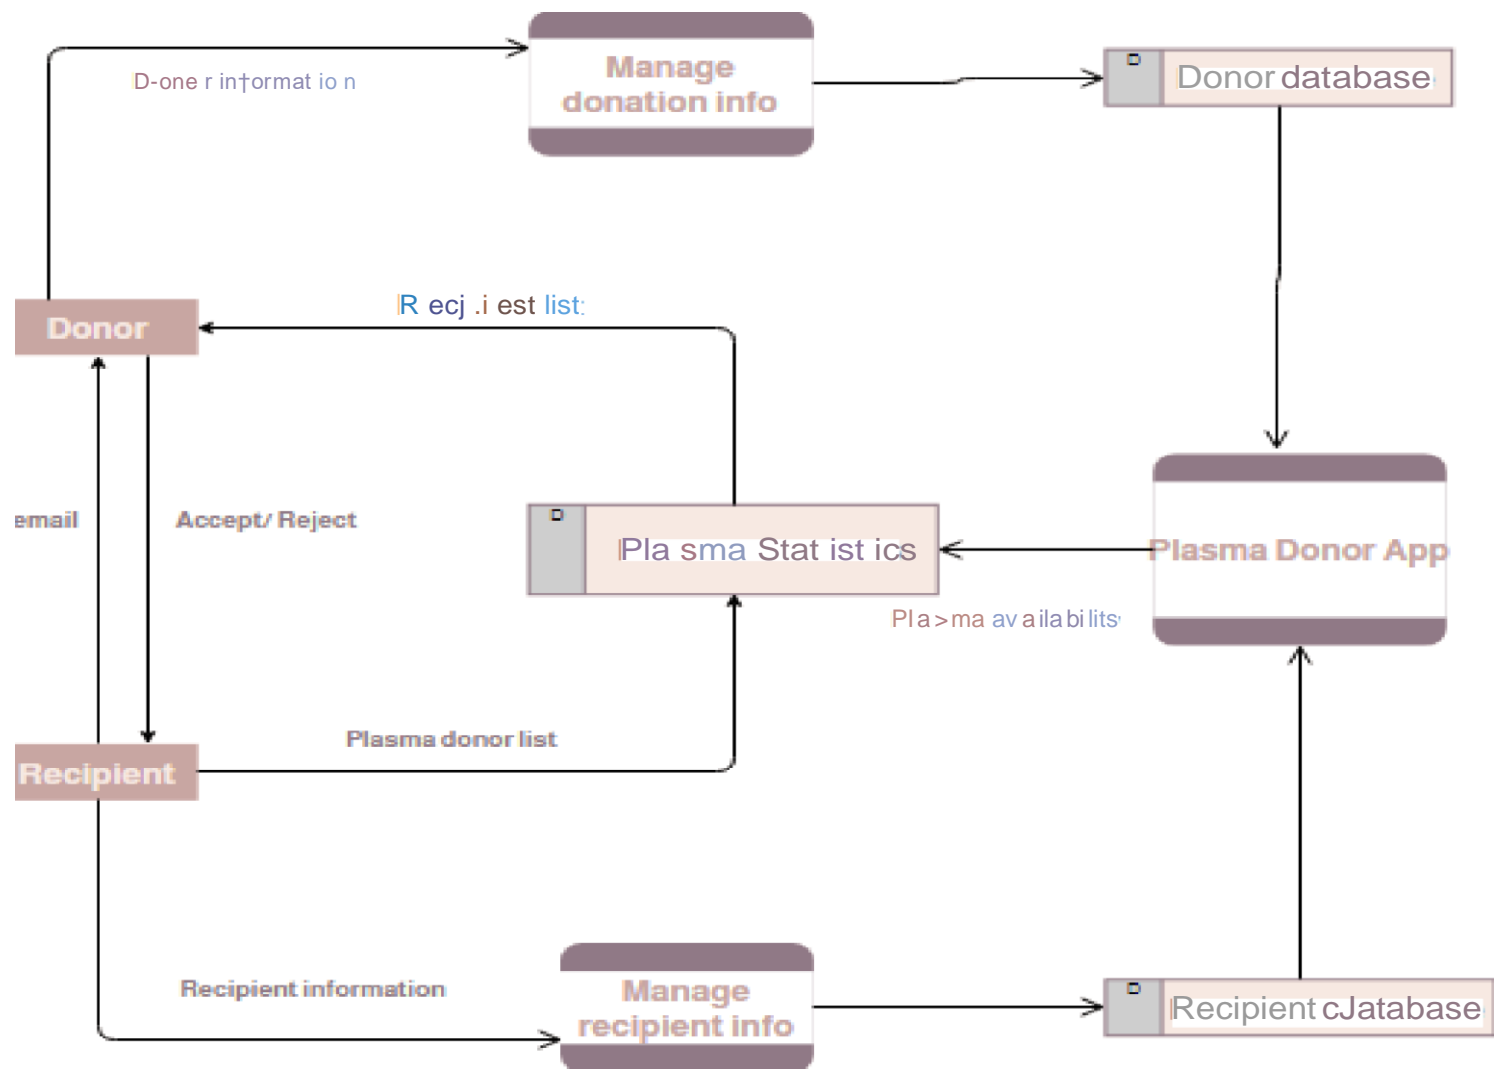 Manage
donation info
D
Donor database
D-one r in†ormat io n
R ecj .i est list:
Donor
email
Accept/ Reject
D
Pla sma Stat ist ics
Plasma Donor App
Pl a >ma av a ila bi lits'
Plasma donor list
Recipient
Recipient information
Manage
recipient info
D
Recipient cJatabase